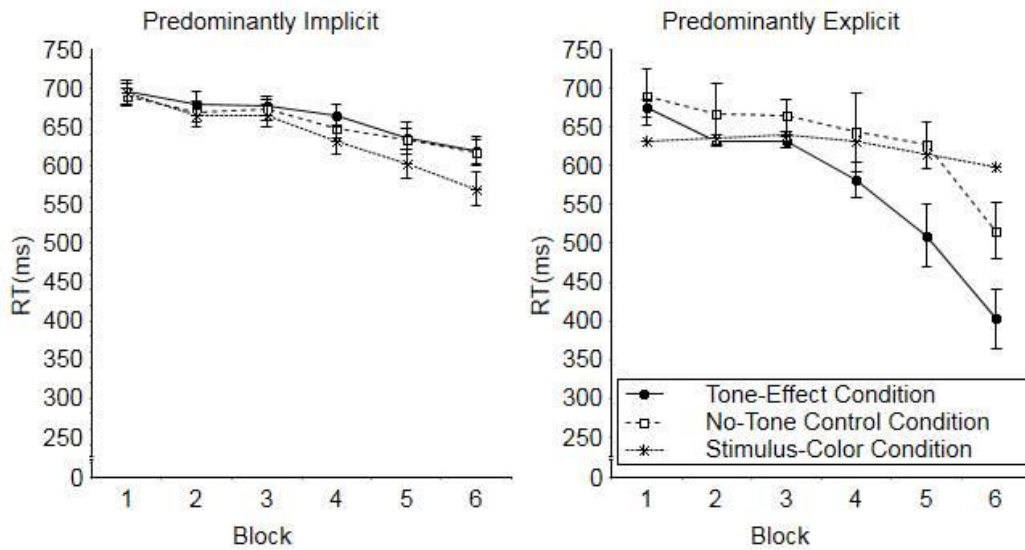 Predominantly Implicit
750
700
650
600
550
500
450
400
350
300
250
0
RT(ms)
1 2 3 4 5 6
Block
Predominantly Explicit
750
700
650
600
550
500
450
400
350
300
250
0
RT(ms)
Tone-Effect Condition
No-Tone Control Condition
Stimulus-Color Condition
1 2 3 4 5 6
Block